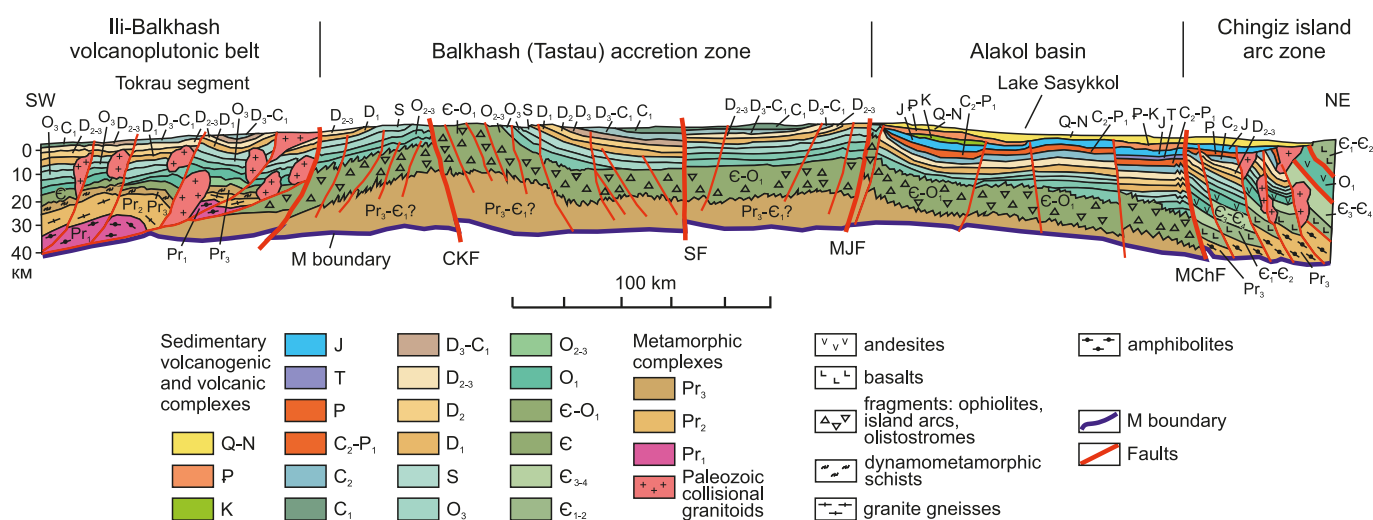 Ili-Balkhash
volcanoplutonic belt
Balkhash (Tastau) accretion zone
Alakol basin
Chingiz island
arc zone
Tokrau segment
Lake Sasykkol
SW
NE
O₃ C₁ D₂₋₃ O₃ D₂₋₃ D₁ D₃-C₁ D₂₋₃ D₁ O₃ D₃-C₁ D₂₋₃ D₁ S O₂₋₃ Є-O₁ O₂₋₃ O₃ S D₁ D₂ D₃ D₃-C₁ C₁ D₂₋₃ D₃-C₁ C₁ D₃-C₁ D₂₋₃ J Ꝑ K Q-N C₂-P₁ Q-N C₂-P₁ Ꝑ-K J T C₂-P₁ P C₂ J D₂₋₃
Є₁-Є₂
O₁
Є₃-Є₄
0
10
20
30
40
км
Є Pr₂ Pr₃ Pr₁
Pr₁ Pr₃
Pr₃-Є₁? Pr₃-Є₁? Є-O₁ Pr₃-Є₁? Є-O Є-O₁
M boundary
CKF
SF
MJF
MChF
Pr₃ Є₁-Є₂ Pr₃
100 km
Sedimentary
volcanogenic
and volcanic
complexes
Q-N
Ꝑ
K
J
T
P
C₂-P₁
C₂
C₁
D₃-C₁
D₂₋₃
D₂
D₁
S
O₃
O₂₋₃
O₁
Є-O₁
Є
Є₃₋₄
Є₁₋₂
Metamorphic
complexes
Pr₃
Pr₂
Pr₁
Paleozoic
collisional
granitoids
andesites
basalts
fragments: ophiolites,
island arcs,
olistostromes
dynamometamorphic
schists
granite gneisses
amphibolites
M boundary
Faults